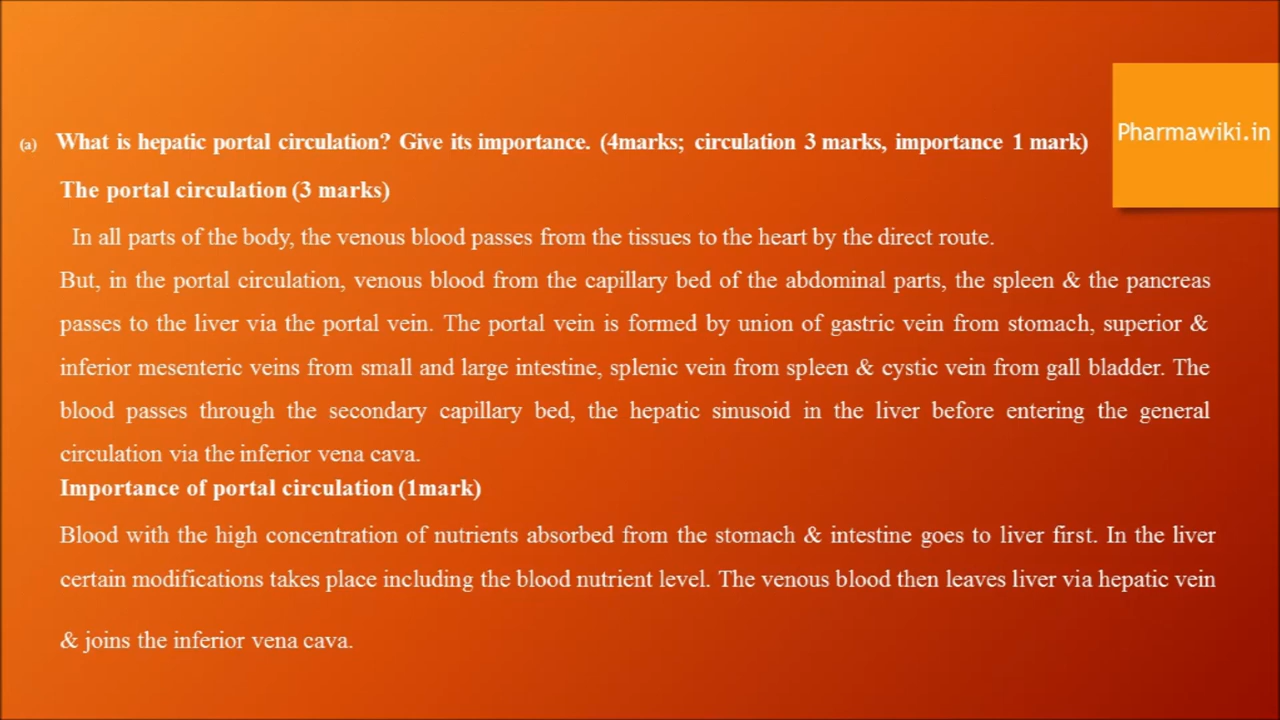 Pharmawiki.in
(a) What is hepatic portal circulation? Give its importance. (4marks; circulation 3 marks, importance 1 mark)
The portal circulation (3 marks)
In all parts of the body, the venous blood passes from the tissues to the heart by the direct route.
But, in the portal circulation, venous blood from the capillary bed of the abdominal parts, the spleen & the pancreas
passes to the liver via the portal vein. The portal vein is formed by union of gastric vein from stomach, superior &
inferior mesenteric veins from small and large intestine, splenic vein from spleen & cystic vein from gall bladder. The
blood passes through the secondary capillary bed, the hepatic sinusoid in the liver before entering the general
circulation via the inferior vena cava.
Importance of portal circulation (1mark)
Blood with the high concentration of nutrients absorbed from the stomach & intestine goes to liver first. In the liver
certain modifications takes place including the blood nutrient level. The venous blood then leaves liver via hepatic vein
& joins the inferior vena cava.